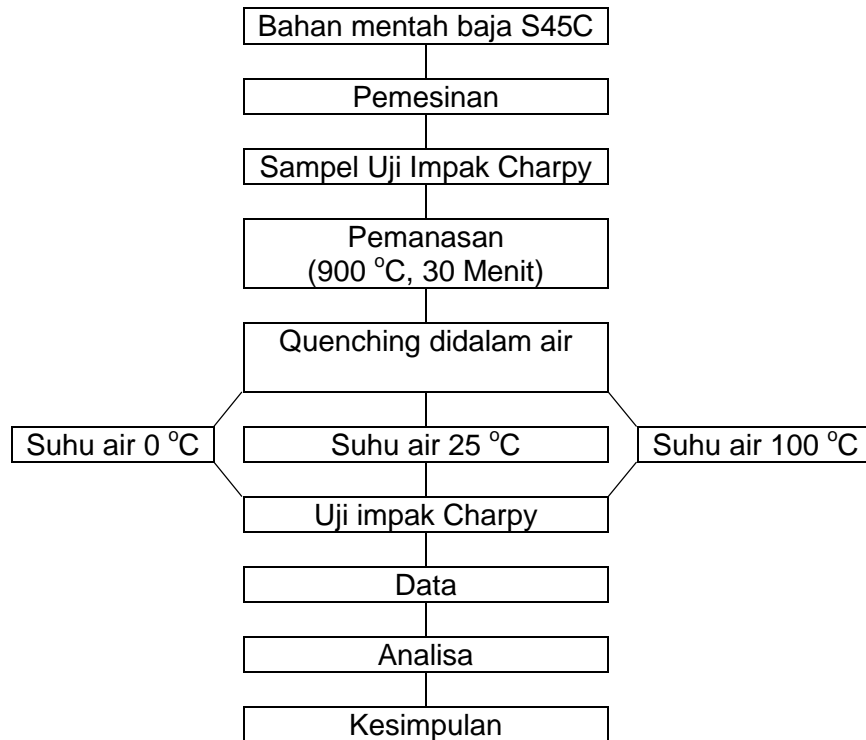 Bahan mentah baja S45C
Pemesinan
Sampel Uji Impak Charpy
Pemanasan
(900 °C, 30 Menit)
Quenching didalam air
Suhu air 0 °C
Suhu air 25 °C
Suhu air 100 °C
Uji impak Charpy
Data
Analisa
Kesimpulan